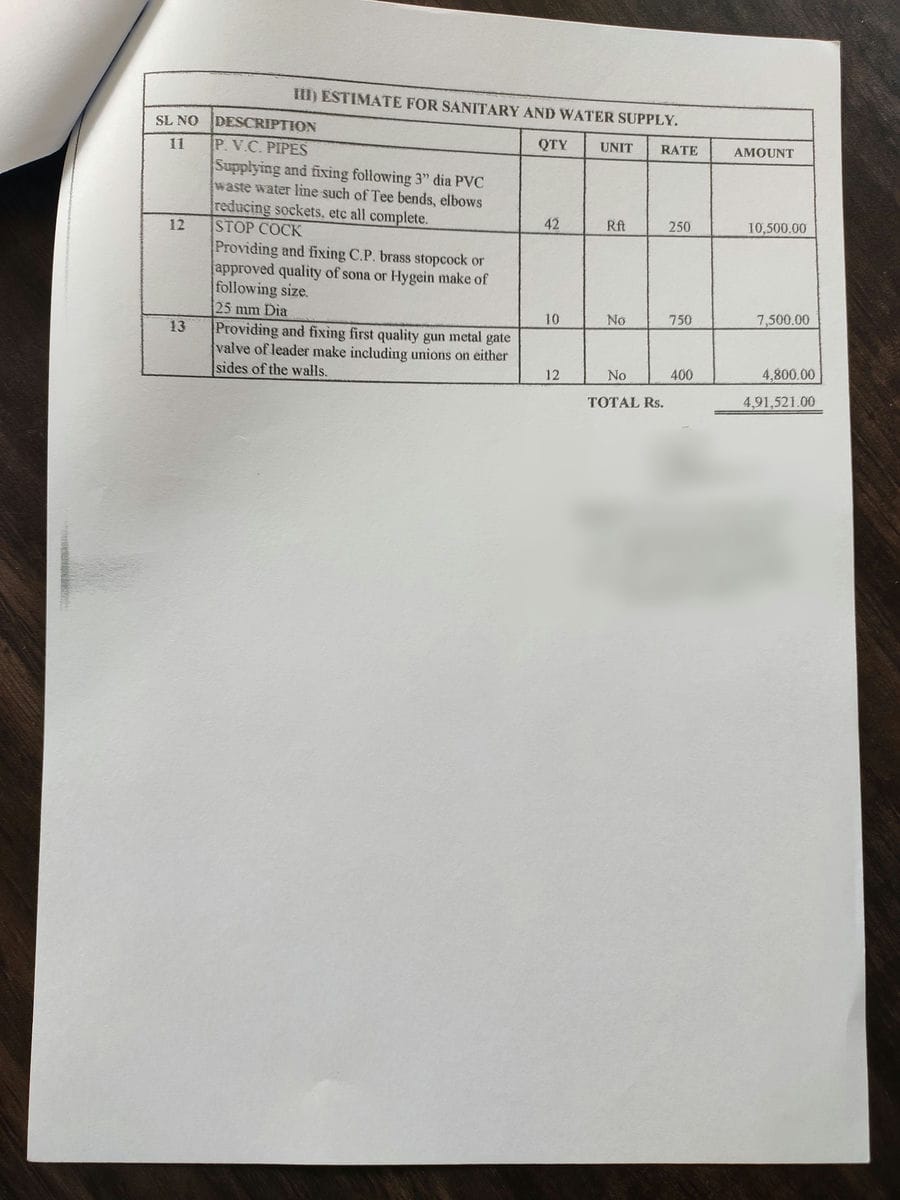 III) ESTIMATE FOR SANITARY AND WATER SUPPLY.
SL NO DESCRIPTION QTY UNIT RATE AMOUNT
11 P. V.C. PIPES
Supplying and fixing following 3" dia PVC
waste water line such of Tee bends, elbows
reducing sockets, etc all complete. 42 Rft 250 10,500.00
12 STOP COCK
Providing and fixing C.P. brass stopcock or
approved quality of sona or Hygein make of
following size.
25 mm Dia 10 No 750 7,500.00
13 Providing and fixing first quality gun metal gate
valve of leader make including unions on either
sides of the walls. 12 No 400 4,800.00
TOTAL Rs. 4,91,521.00